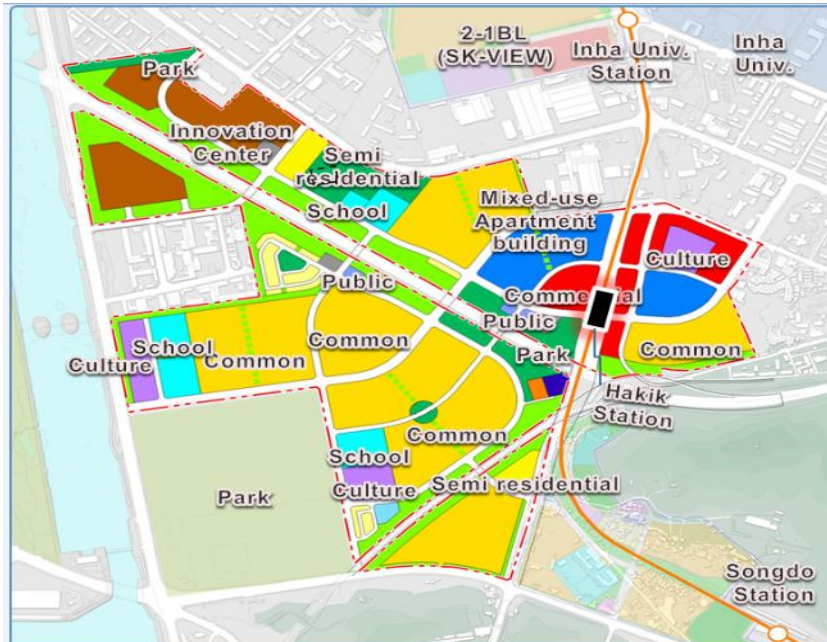 2-1BL
(SK-VIEW)
Inha Univ.
Station
Inha
Univ.
Park
Innovation
Center
Semi
residential
School
Mixed-use
Apartment
building
Culture
Public
Commercial
Public
Common
School
Common
Culture
Park
Common
Hakik
Station
Common
School
Culture
Semi residential
Park
Songdo
Station